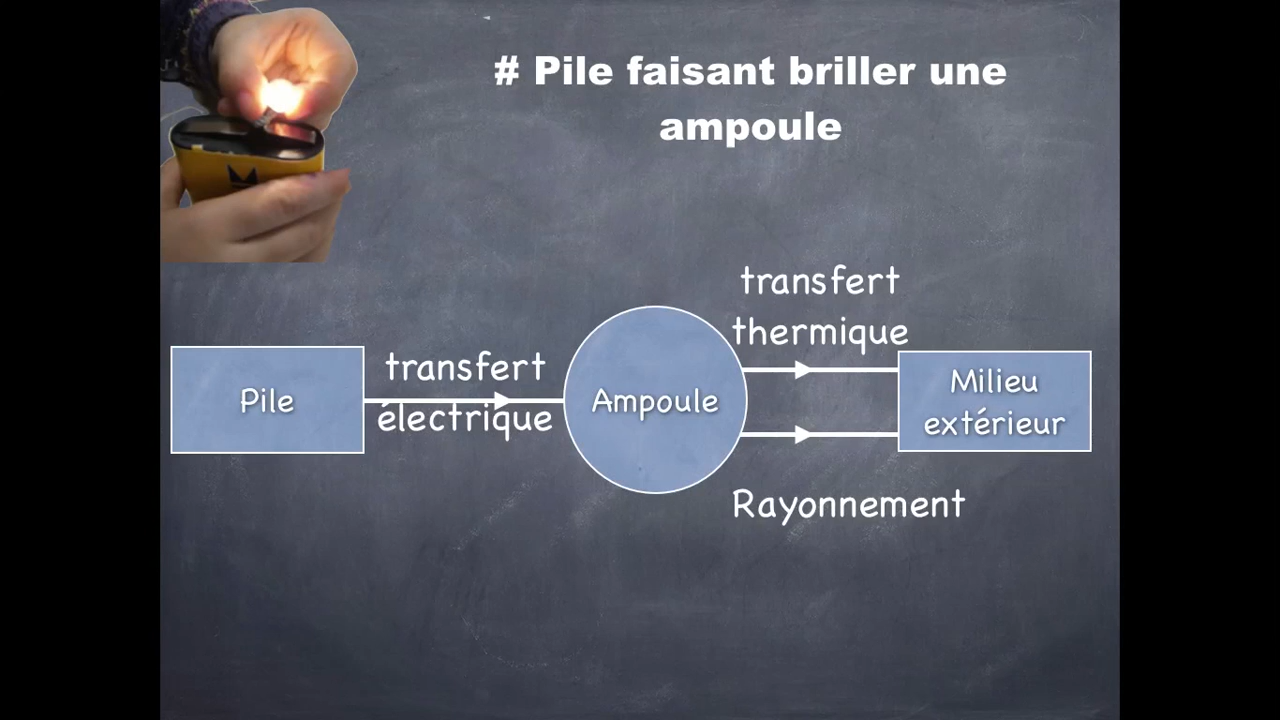 # Pile faisant briller une
ampoule
transfert
thermique
transfert
électrique
Pile
Ampoule
Milieu
extérieur
Rayonnement